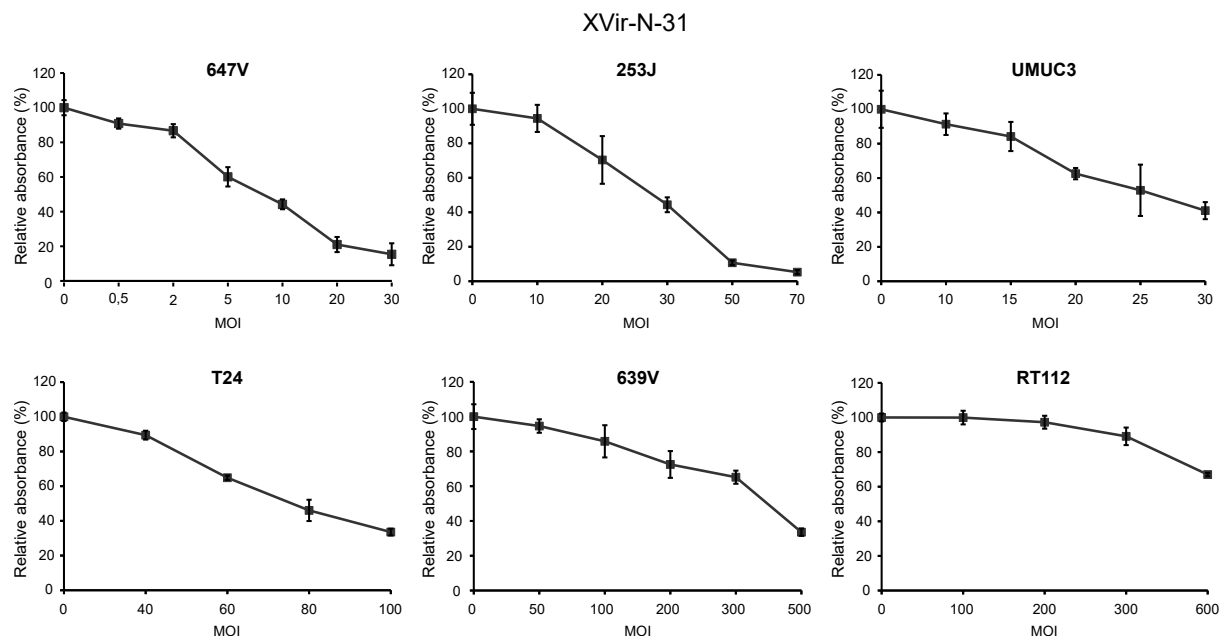 XVir-N-31
647V
Relative absorbance (%)
120
100
80
60
40
20
0
0 0,5 2 5 10 20 30
MOI
253J
Relative absorbance (%)
120
100
80
60
40
20
0
0 10 20 30 50 70
MOI
UMUC3
Relative absorbance (%)
120
100
80
60
40
20
0
0 10 15 20 25 30
MOI
T24
Relative absorbance (%)
120
100
80
60
40
20
0
0 40 60 80 100
MOI
639V
Relative absorbance (%)
120
100
80
60
40
20
0
0 50 100 200 300 500
MOI
RT112
Relative absorbance (%)
120
100
80
60
40
20
0
0 100 200 300 600
MOI